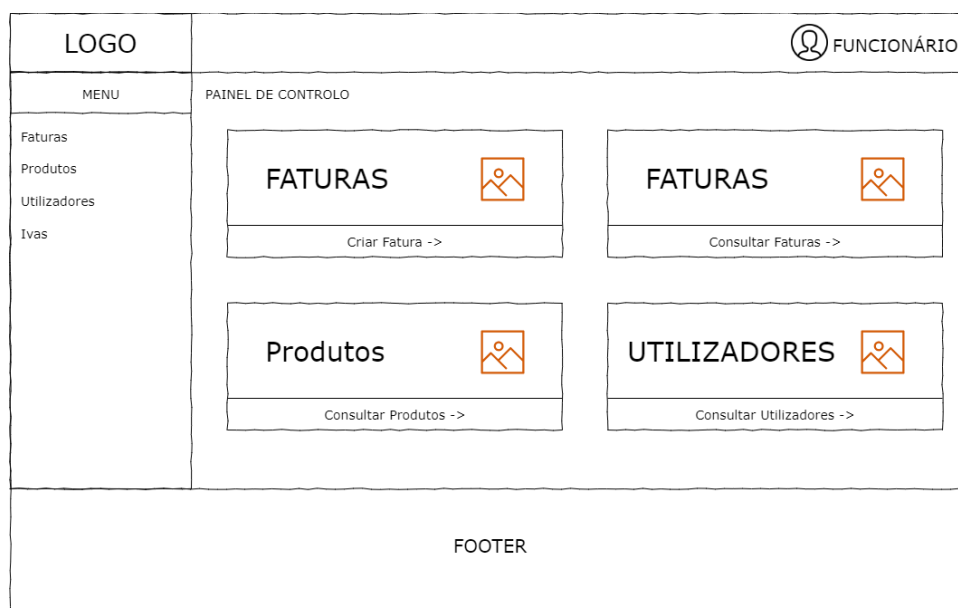 LOGO
FUNCIONÁRIO
MENU
PAINEL DE CONTROLO
Faturas
Produtos
Utilizadores
Ivas
FATURAS
Criar Fatura ->
FATURAS
Consultar Faturas ->
Produtos
Consultar Produtos ->
UTILIZADORES
Consultar Utilizadores ->
FOOTER